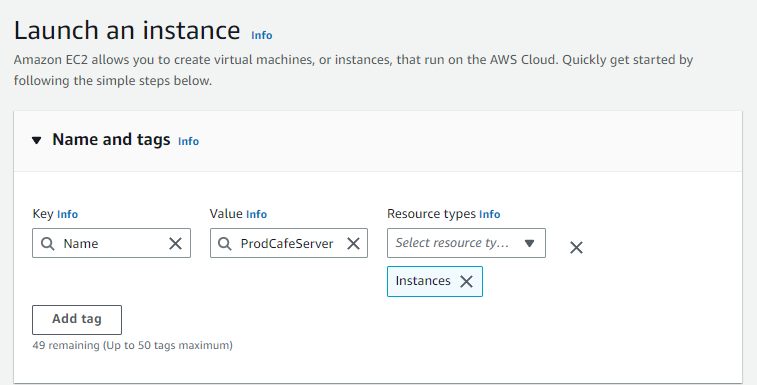 Launch an instance Info
Amazon EC2 allows you to create virtual machines, or instances, that run on the AWS Cloud. Quickly get started by
following the simple steps below.
Name and tags Info
Key Info Value Info Resource types Info
Name ProdCafeServer Select resource ty...
Instances
Add tag
49 remaining (Up to 50 tags maximum)